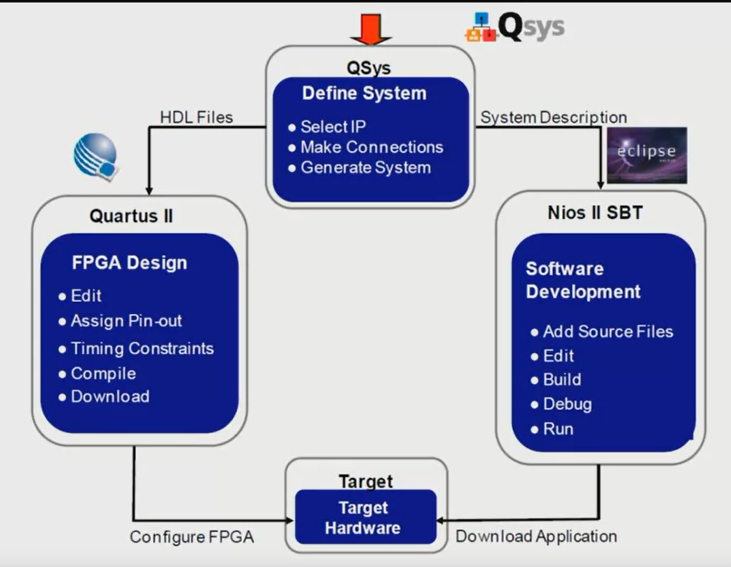 Qsys
QSys
Define System
● Select IP
● Make Connections
● Generate System
HDL Files
System Description
eclipse
Quartus II
FPGA Design
● Edit
● Assign Pin-out
● Timing Constraints
● Compile
● Download
Nios II SBT
Software
Development
● Add Source Files
● Edit
● Build
● Debug
● Run
Target
Target
Hardware
Configure FPGA
Download Application